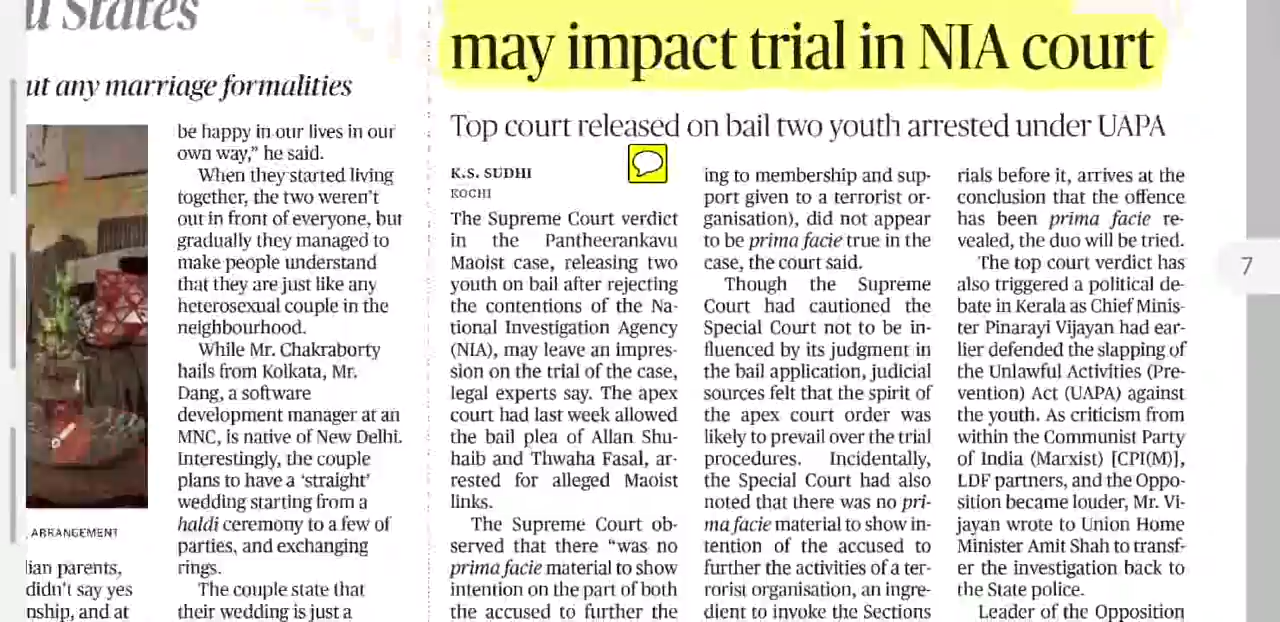 States
ut any marriage formalities
be happy in our lives in our
own way,” he said.
When they started living
together, the two weren’t
out in front of everyone, but
gradually they managed to
make people understand
that they are just like any
heterosexual couple in the
neighbourhood.
While Mr. Chakraborty
hails from Kolkata, Mr.
Dang, a software
development manager at an
MNC, is native of New Delhi.
Interestingly, the couple
plans to have a ‘straight’
wedding starting from a
haldi ceremony to a few of
parties, and exchanging
rings.
The couple state that
their wedding is just a
ARRANGEMENT
lian parents,
didn’t say yes
nship, and at
may impact trial in NIA court
Top court released on bail two youth arrested under UAPA
K.S. SUDHI
KOCHI
The Supreme Court verdict
in the Pantheerankavu
Maoist case, releasing two
youth on bail after rejecting
the contentions of the Na-
tional Investigation Agency
(NIA), may leave an impres-
sion on the trial of the case,
legal experts say. The apex
court had last week allowed
the bail plea of Allan Shu-
haib and Thwaha Fasal, ar-
rested for alleged Maoist
links.
The Supreme Court ob-
served that there “was no
prima facie material to show
intention on the part of both
the accused to further the
ing to membership and sup-
port given to a terrorist or-
ganisation), did not appear
to be prima facie true in the
case, the court said.
Though the Supreme
Court had cautioned the
Special Court not to be in-
fluenced by its judgment in
the bail application, judicial
sources felt that the spirit of
the apex court order was
likely to prevail over the trial
procedures. Incidentally,
the Special Court had also
noted that there was no pri-
ma facie material to show in-
tention of the accused to
further the activities of a ter-
rorist organisation, an ingre-
dient to invoke the Sections
rials before it, arrives at the
conclusion that the offence
has been prima facie re-
vealed, the duo will be tried.
The top court verdict has
also triggered a political de-
bate in Kerala as Chief Minis-
ter Pinarayi Vijayan had ear-
lier defended the slapping of
the Unlawful Activities (Pre-
vention) Act (UAPA) against
the youth. As criticism from
within the Communist Party
of India (Marxist) [CPI(M)],
LDF partners, and the Oppo-
sition became louder, Mr. Vi-
jayan wrote to Union Home
Minister Amit Shah to transf-
er the investigation back to
the State police.
Leader of the Opposition
7